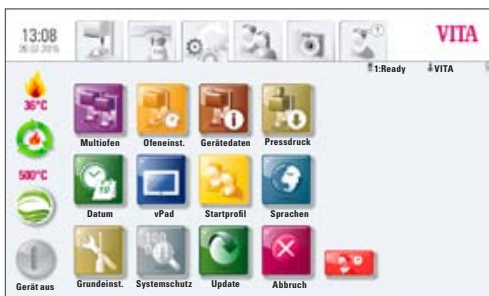 13:08
VITA
26.02.2016
1:Ready VITA
36°C
Multiofen Ofeneinst. Gerätedaten Pressdruck
500°C
Datum vPad Startprofil Sprachen
Gerät aus Grundeinst. Systemschutz Update Abbruch